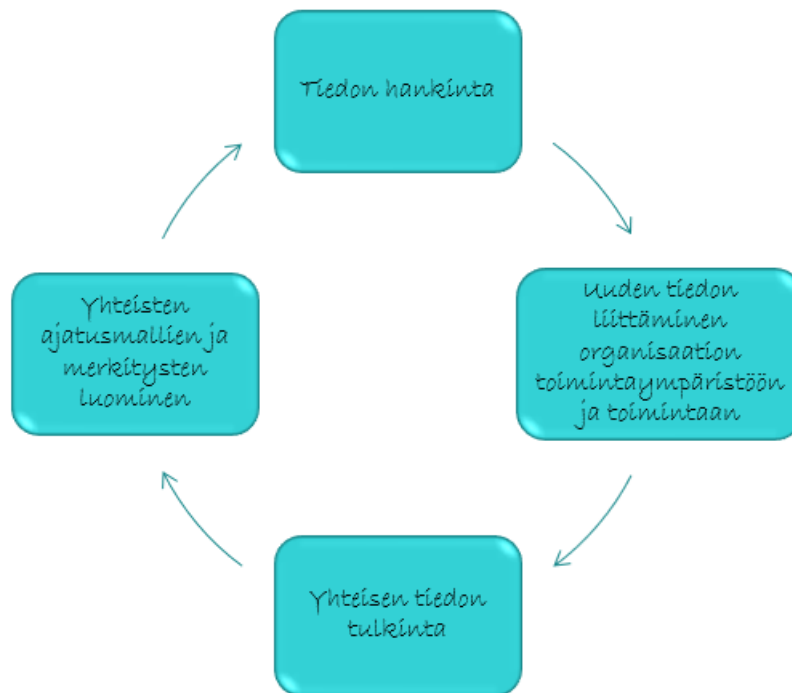 Tiedon hankinta
Uuden tiedon
liittäminen
organisaation
toimintaympäristöön
ja toimintaan
Yhteisen tiedon
tulkinta
Yhteisten
ajatusmallien ja
merkitysten
luominen